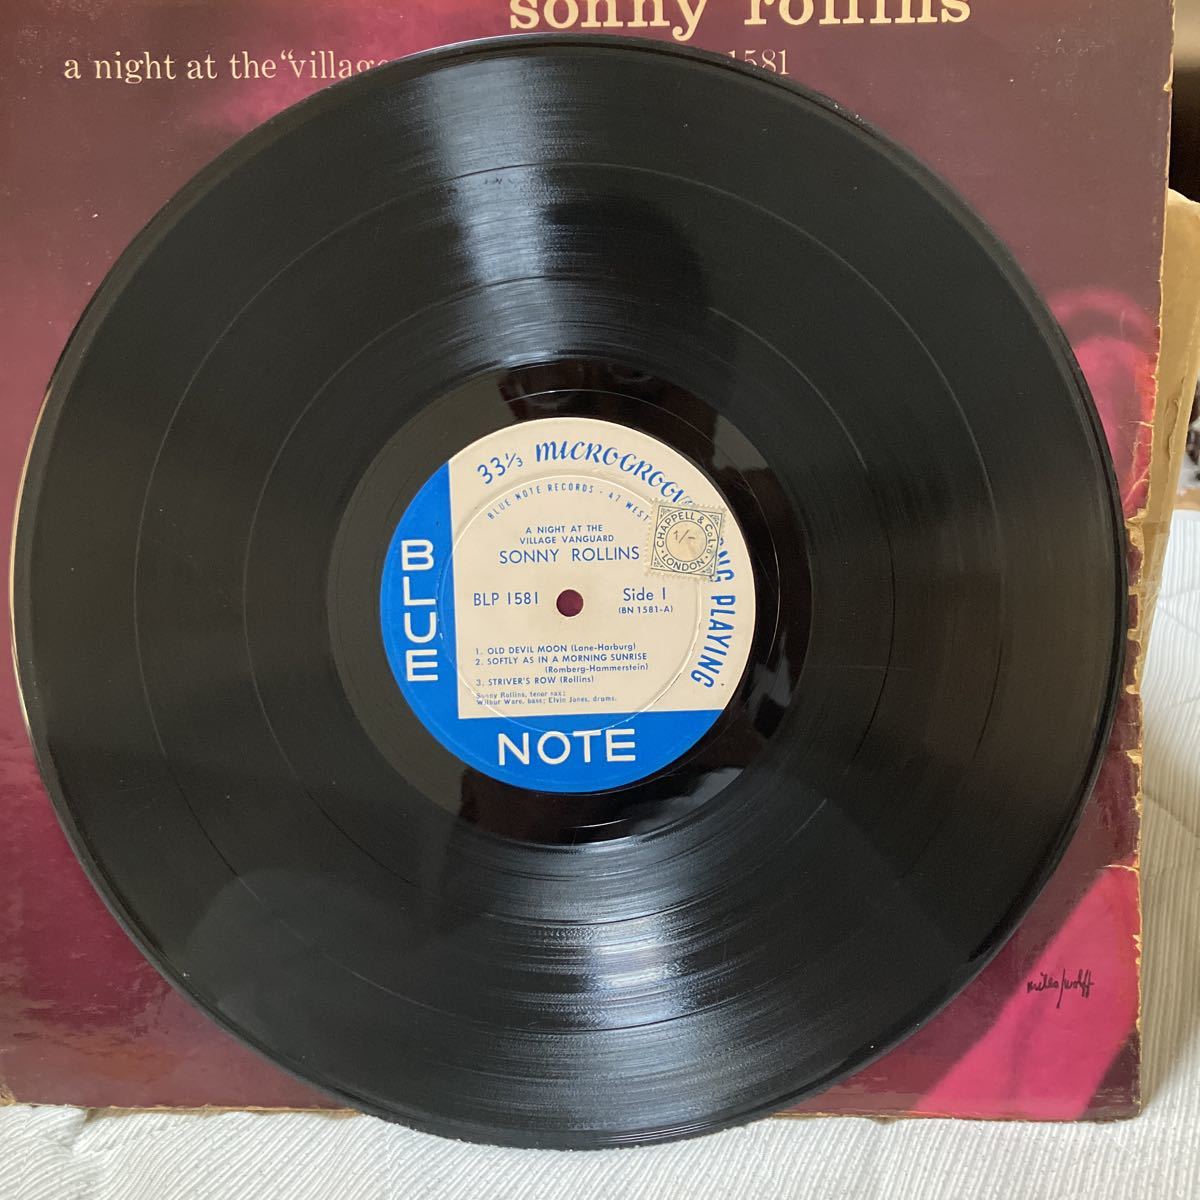 sonny rollins
a night at the "village 1581
33⅓ MICROGROOVE LONG PLAYING
BLUE NOTE RECORDS · 47 WEST
A NIGHT AT THE
VILLAGE VANGUARD
SONNY ROLLINS
CHAPPELL & Co. LTD
1/-
LONDON
BLP 1581
Side 1
(BN 1581-A)
1. OLD DEVIL MOON (Lane-Harburg)
2. SOFTLY AS IN A MORNING SUNRISE
(Romberg-Hammerstein)
3. STRIVER'S ROW (Rollins)
Sonny Rollins, tenor sax;
Wilbur Ware, bass; Elvin Jones, drums.
BLUE
NOTE
miles/wolff